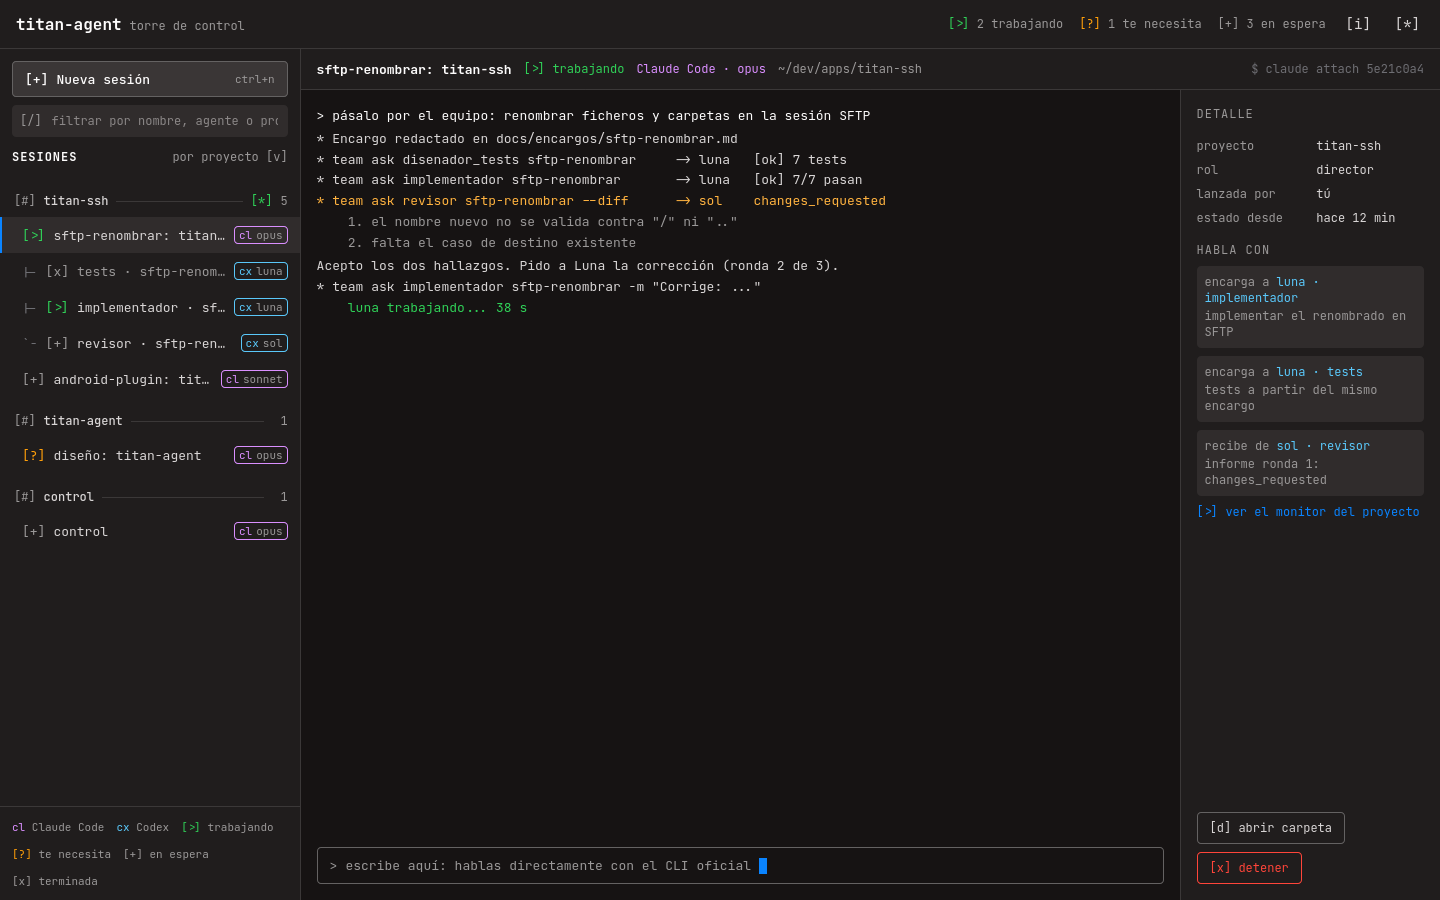 titan-agent torre de control
[>] 2 trabajando [?] 1 te necesita [+] 3 en espera [i] [*]
[+] Nueva sesión ctrl+n
[/] filtrar por nombre, agente o pro
SESIONES por proyecto [v]
[#] titan-ssh [*] 5
[>] sftp-renombrar: titan… cl opus
├─ [x] tests · sftp-renom… cx luna
├─ [>] implementador · sf… cx luna
`- [+] revisor · sftp-ren… cx sol
[+] android-plugin: tit… cl sonnet
[#] titan-agent 1
[?] diseño: titan-agent cl opus
[#] control 1
[+] control cl opus
cl Claude Code cx Codex [>] trabajando
[?] te necesita [+] en espera
[x] terminada
sftp-renombrar: titan-ssh [>] trabajando Claude Code · opus ~/dev/apps/titan-ssh $ claude attach 5e21c0a4
> pásalo por el equipo: renombrar ficheros y carpetas en la sesión SFTP
* Encargo redactado en docs/encargos/sftp-renombrar.md
* team ask disenador_tests sftp-renombrar --> luna [ok] 7 tests
* team ask implementador sftp-renombrar --> luna [ok] 7/7 pasan
* team ask revisor sftp-renombrar --diff --> sol changes_requested
1. el nombre nuevo no se valida contra "/" ni ".."
2. falta el caso de destino existente
Acepto los dos hallazgos. Pido a Luna la corrección (ronda 2 de 3).
* team ask implementador sftp-renombrar -m "Corrige: ..."
luna trabajando... 38 s
> escribe aquí: hablas directamente con el CLI oficial
DETALLE
proyecto titan-ssh
rol director
lanzada por tú
estado desde hace 12 min
HABLA CON
encarga a luna ·
implementador
implementar el renombrado en
SFTP
encarga a luna · tests
tests a partir del mismo
encargo
recibe de sol · revisor
informe ronda 1:
changes_requested
[>] ver el monitor del proyecto
[d] abrir carpeta
[x] detener